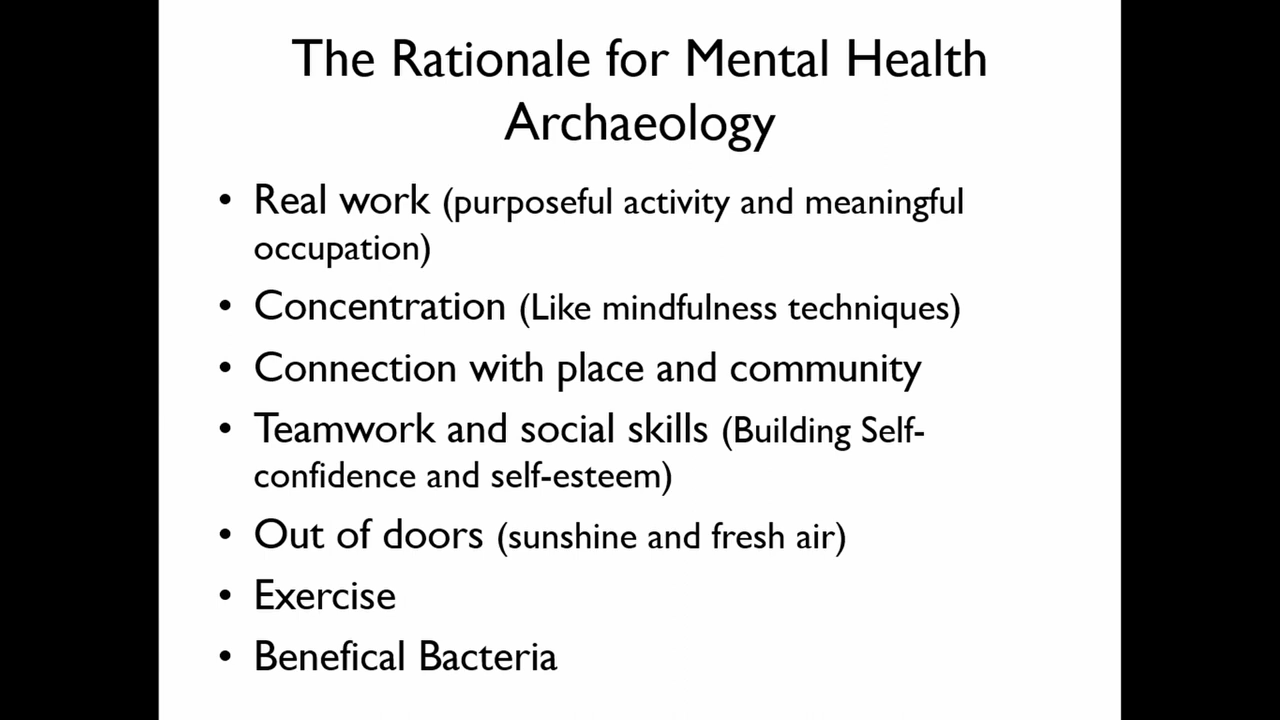 The Rationale for Mental Health
Archaeology
• Real work (purposeful activity and meaningful
occupation)
• Concentration (Like mindfulness techniques)
• Connection with place and community
• Teamwork and social skills (Building Self-
confidence and self-esteem)
• Out of doors (sunshine and fresh air)
• Exercise
• Benefical Bacteria